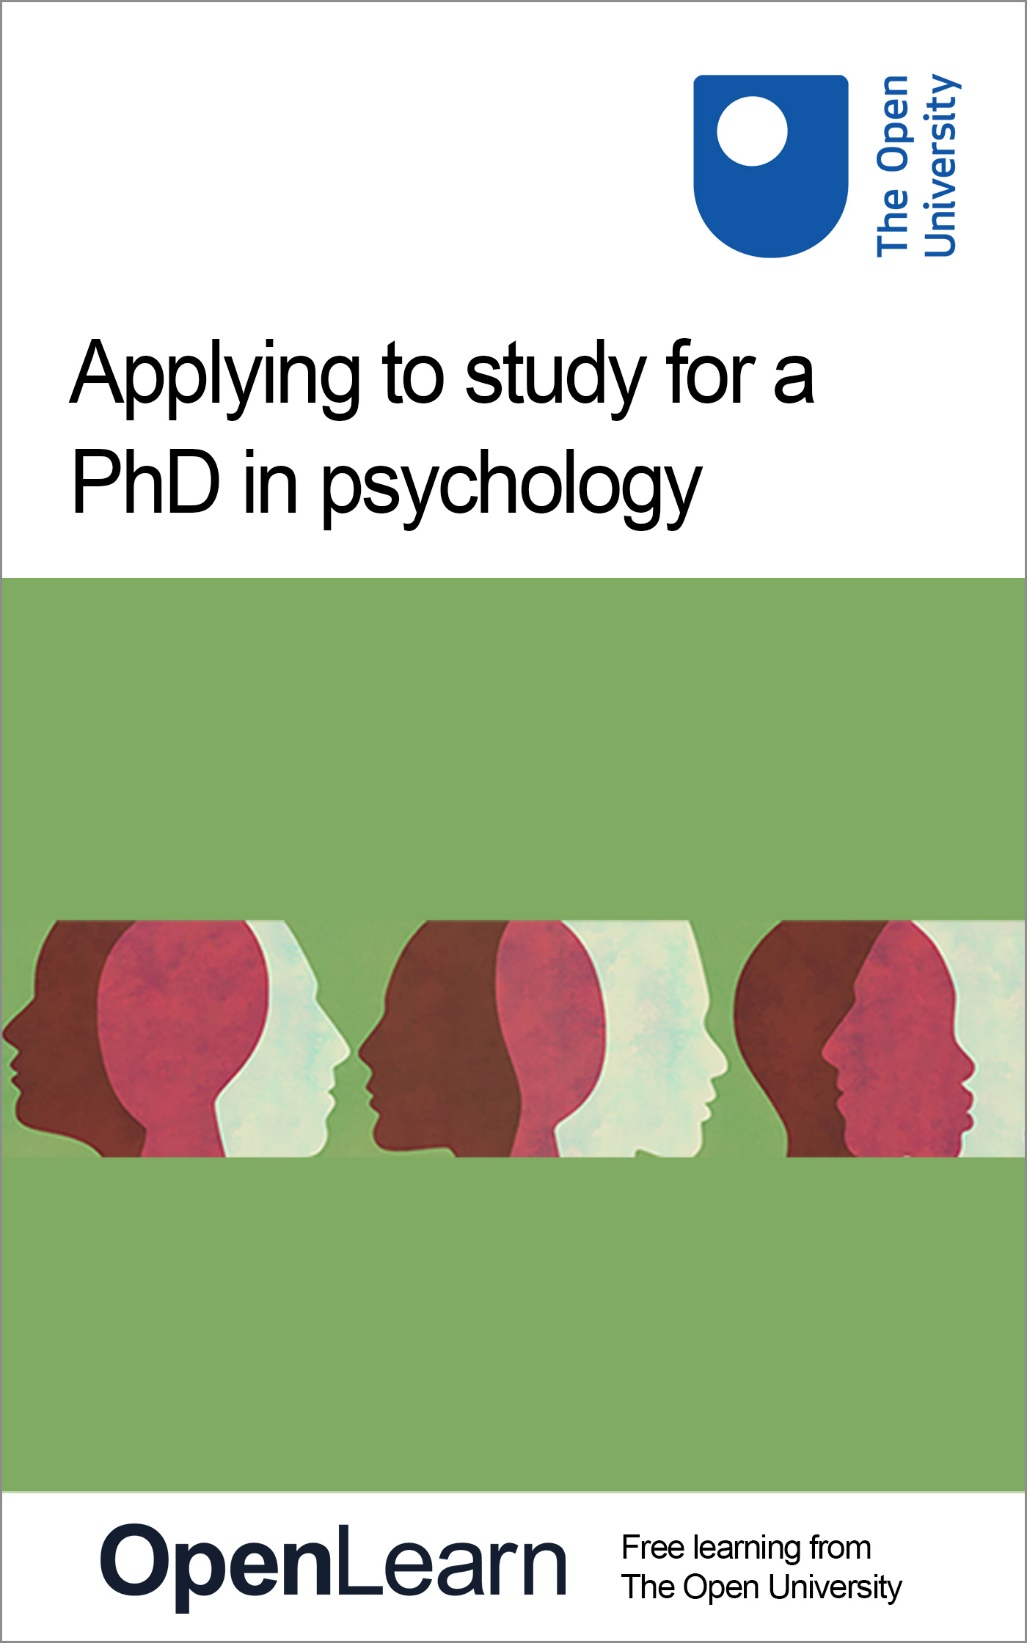 The Open
University
Applying to study for a
PhD in psychology
OpenLearn
Free learning from
The Open University